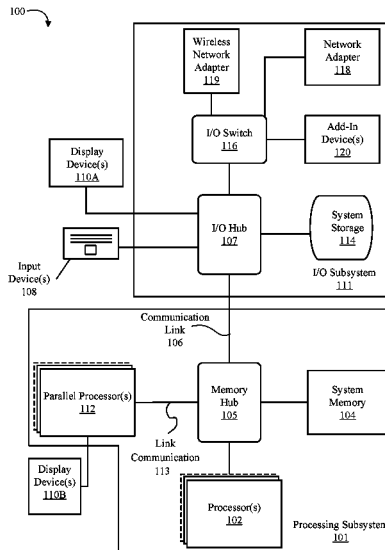 100
Wireless
Network
Adapter
119
Network
Adapter
118
I/O Switch
116
Add-In
Device(s)
120
Display
Device(s)
110A
I/O Hub
107
System
Storage
114
Input
Device(s)
108
I/O Subsystem
111
Communication
Link
106
Parallel Processor(s)
112
Memory
Hub
105
System
Memory
104
Link
Communication
113
Display
Device(s)
110B
Processor(s)
102
Processing Subsystem
101